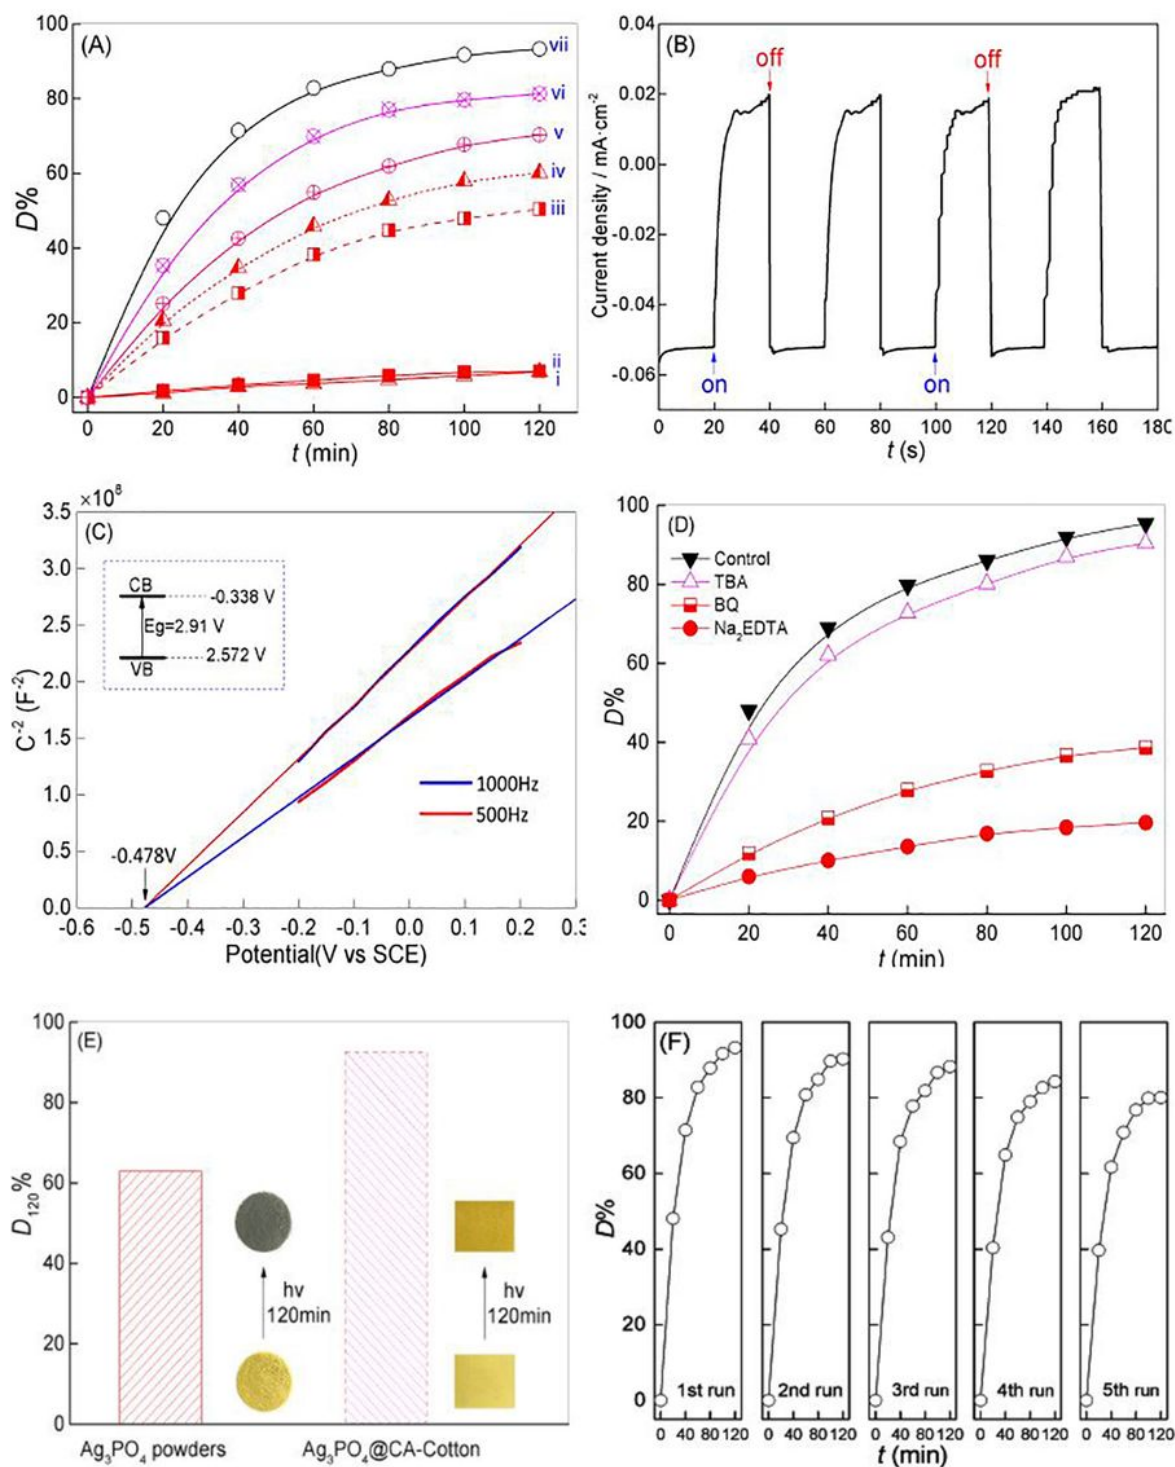 (A)
D%
100
80
60
40
20
0
vii
vi
v
iv
iii
ii
i
0 20 40 60 80 100 120
t (min)
(B)
Current density / mA·cm⁻²
0.04
0.02
0.00
-0.02
-0.04
-0.06
off
off
on
on
0 20 40 60 80 100 120 140 160 180
t (s)
×10⁸
(C)
C⁻² (F⁻²)
3.5
3.0
2.5
2.0
1.5
1.0
0.5
0.0
CB
-0.338 V
Eg=2.91 V
2.572 V
VB
1000Hz
500Hz
-0.478V
-0.6 -0.5 -0.4 -0.3 -0.2 -0.1 0.0 0.1 0.2 0.3
Potential(V vs SCE)
(D)
D%
100
80
60
40
20
0
Control
TBA
BQ
Na₂EDTA
0 20 40 60 80 100 120
t (min)
(E)
D₁₂₀%
100
80
60
40
20
0
hv
120min
hv
120min
Ag₃PO₄ powders
Ag₃PO₄@CA-Cotton
(F)
D%
100
80
60
40
20
0
1st run
2nd run
3rd run
4th run
5th run
0 40 80 120
0 40 80 120
0 40 80 120
0 40 80 120
0 40 80 120
t (min)